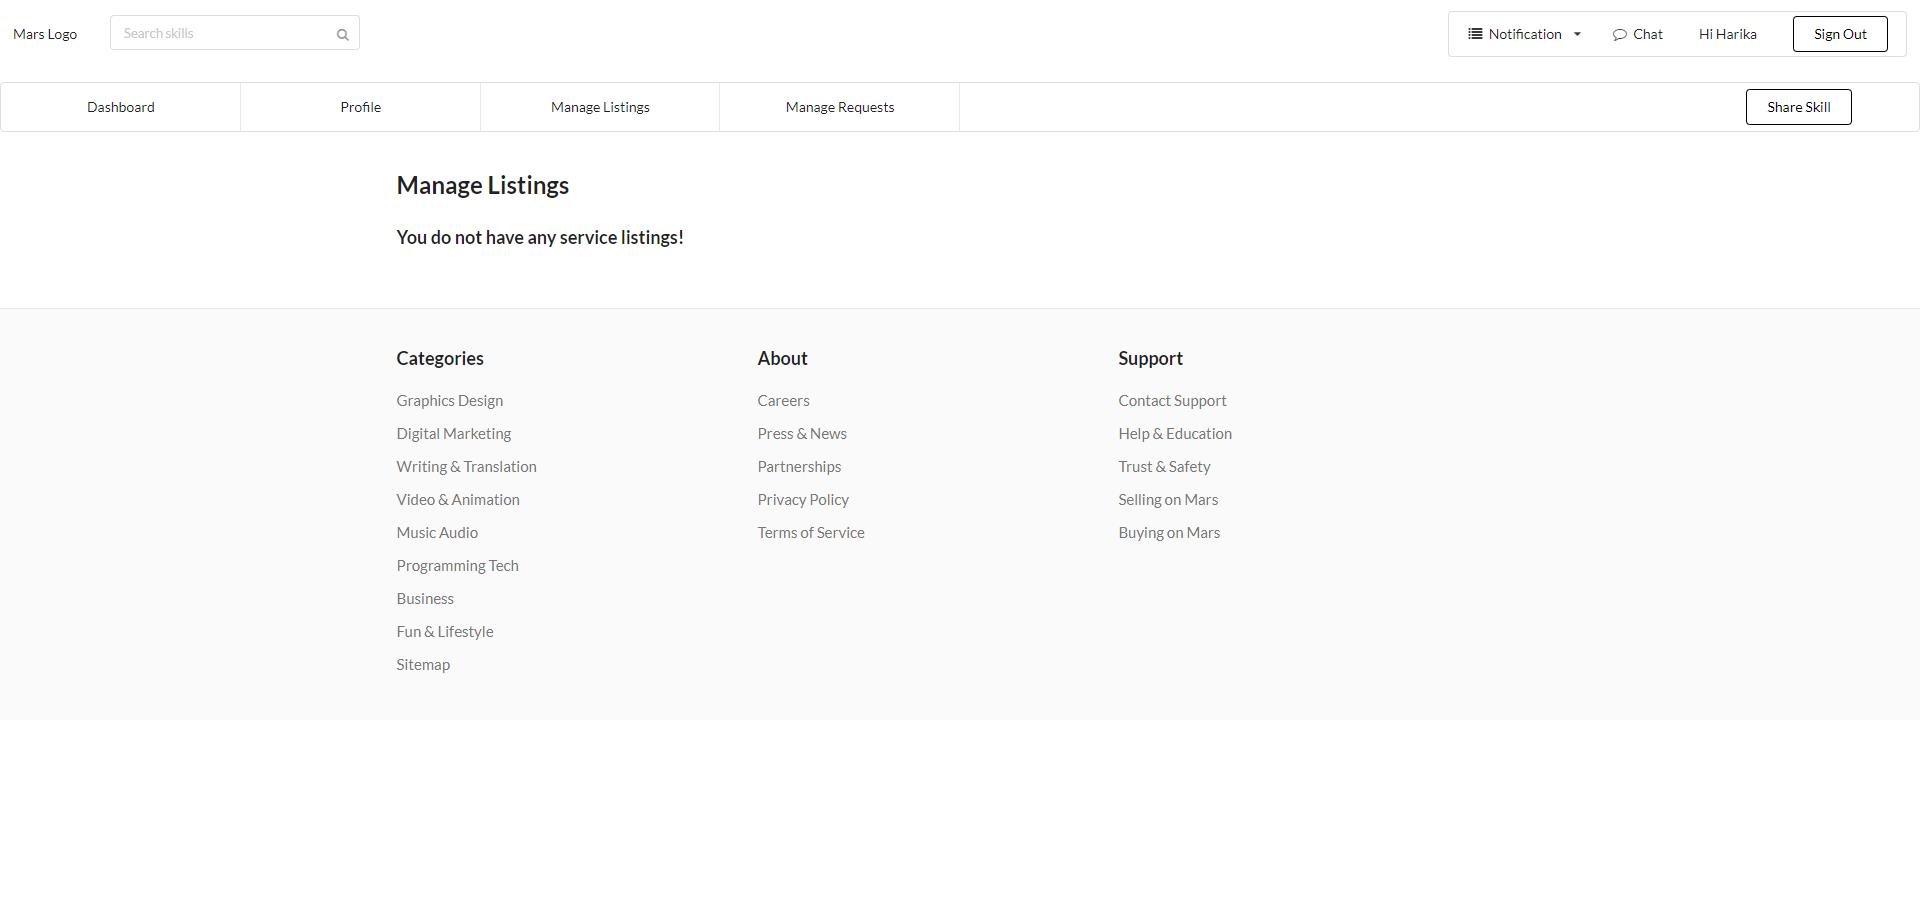 Mars Logo
Search skills
Notification
Chat
Hi Harika
Sign Out
Dashboard
Profile
Manage Listings
Manage Requests
Share Skill
Manage Listings
You do not have any service listings!
Categories
Graphics Design
Digital Marketing
Writing & Translation
Video & Animation
Music Audio
Programming Tech
Business
Fun & Lifestyle
Sitemap
About
Careers
Press & News
Partnerships
Privacy Policy
Terms of Service
Support
Contact Support
Help & Education
Trust & Safety
Selling on Mars
Buying on Mars